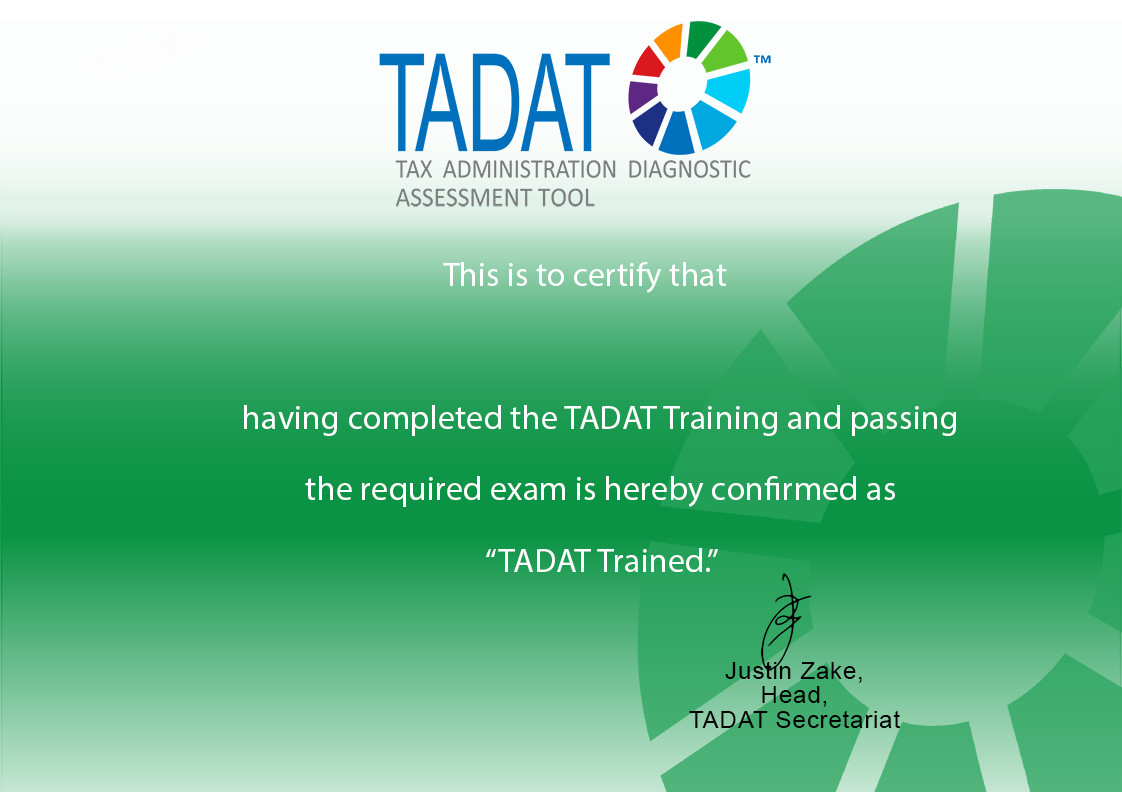 TADAT ™
TAX ADMINISTRATION DIAGNOSTIC
ASSESSMENT TOOL
This is to certify that
having completed the TADAT Training and passing
the required exam is hereby confirmed as
“TADAT Trained.”
Justin Zake,
Head,
TADAT Secretariat